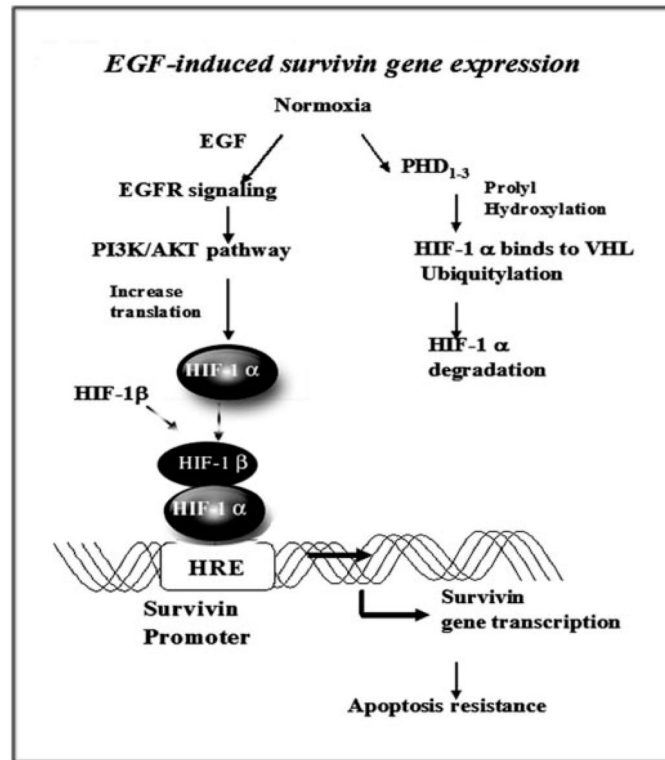 EGF-induced survivin gene expression
Normoxia
EGF
PHD1-3
EGFR signaling
Prolyl
Hydroxylation
PI3K/AKT pathway
HIF-1 α binds to VHL
Ubiquitylation
Increase
translation
HIF-1 α
degradation
HIF-1 α
HIF-1β
HIF-1 β
HIF-1 α
HRE
Survivin
Promoter
Survivin
gene transcription
Apoptosis resistance